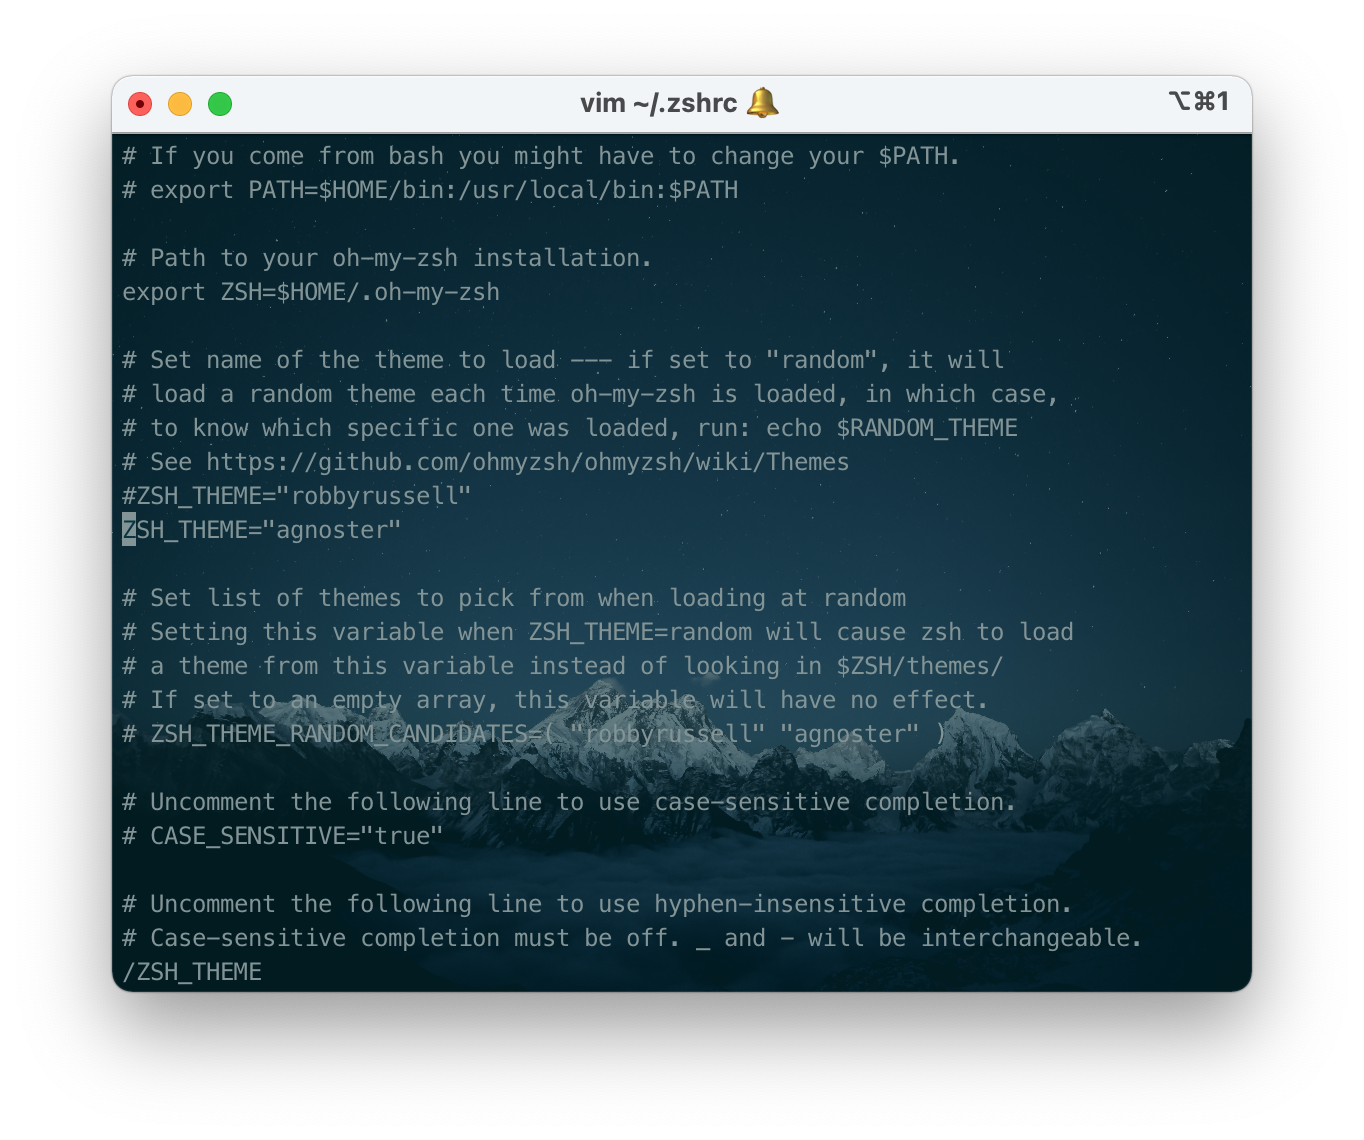 vim ~/.zshrc 🔔
⌥⌘1
# If you come from bash you might have to change your $PATH.
# export PATH=$HOME/bin:/usr/local/bin:$PATH
# Path to your oh-my-zsh installation.
export ZSH=$HOME/.oh-my-zsh
# Set name of the theme to load --- if set to "random", it will
# load a random theme each time oh-my-zsh is loaded, in which case,
# to know which specific one was loaded, run: echo $RANDOM_THEME
# See https://github.com/ohmyzsh/ohmyzsh/wiki/Themes
#ZSH_THEME="robbyrussell"
ZSH_THEME="agnoster"
# Set list of themes to pick from when loading at random
# Setting this variable when ZSH_THEME=random will cause zsh to load
# a theme from this variable instead of looking in $ZSH/themes/
# If set to an empty array, this variable will have no effect.
# ZSH_THEME_RANDOM_CANDIDATES=( "robbyrussell" "agnoster" )
# Uncomment the following line to use case-sensitive completion.
# CASE_SENSITIVE="true"
# Uncomment the following line to use hyphen-insensitive completion.
# Case-sensitive completion must be off. _ and - will be interchangeable.
/ZSH_THEME